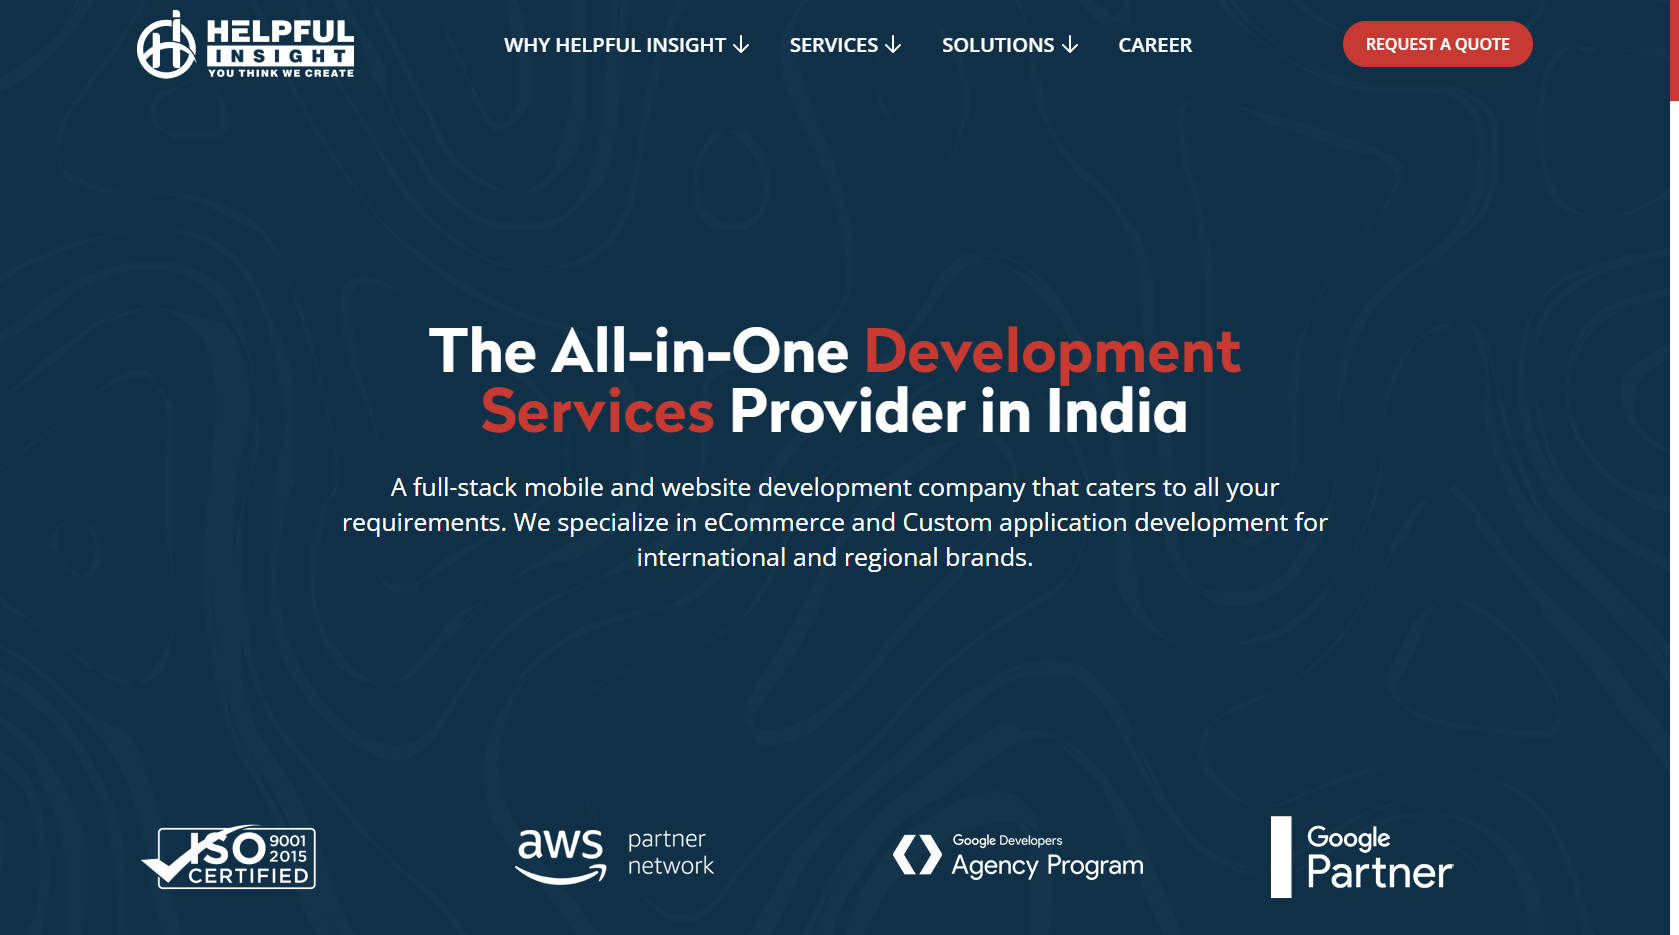 HELPFUL
INSIGHT
YOU THINK WE CREATE
WHY HELPFUL INSIGHT
SERVICES
SOLUTIONS
CAREER
REQUEST A QUOTE
The All-in-One Development
Services Provider in India
A full-stack mobile and website development company that caters to all your
requirements. We specialize in eCommerce and Custom application development for
international and regional brands.
ISO 9001
2015
CERTIFIED
aws partner
network
Google Developers
Agency Program
Google
Partner